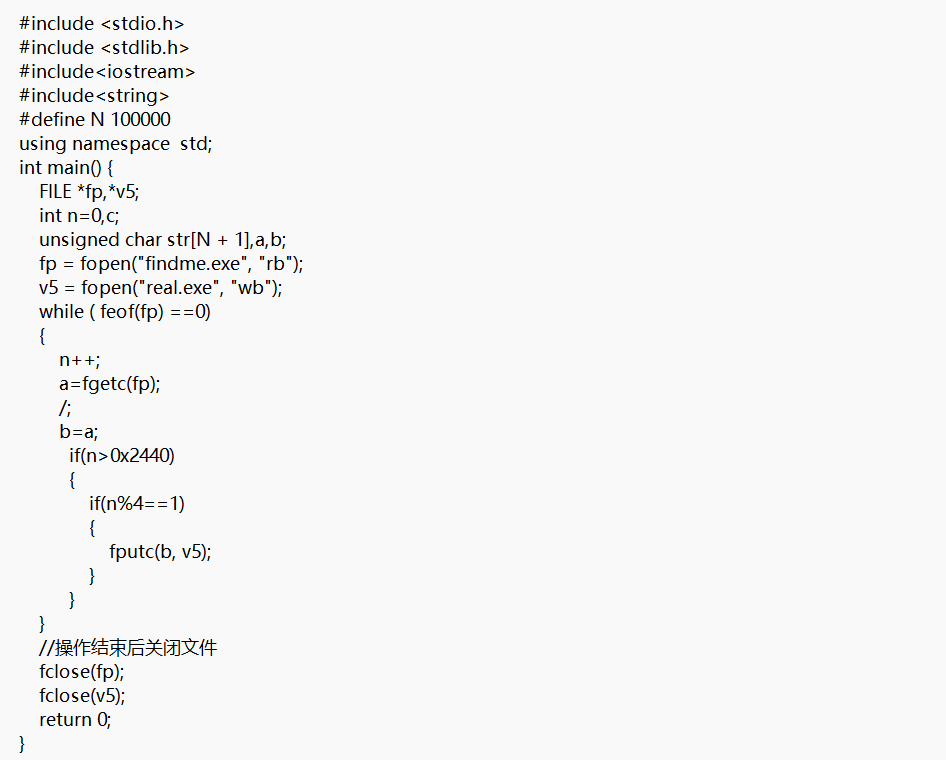 #include <stdio.h>
#include <stdlib.h>
#include<iostream>
#include<string>
#define N 100000
using namespace  std;
int main() {
    FILE *fp,*v5;
    int n=0,c;
    unsigned char str[N + 1],a,b;
    fp = fopen("findme.exe", "rb");
    v5 = fopen("real.exe", "wb");
    while ( feof(fp) ==0)
    {
        n++;
        a=fgetc(fp);
        /;
        b=a;
          if(n>0x2440)
          {
              if(n%4==1)
              {
                  fputc(b, v5);
              }
          }
    }
    //操作结束后关闭文件
    fclose(fp);
    fclose(v5);
    return 0;
}